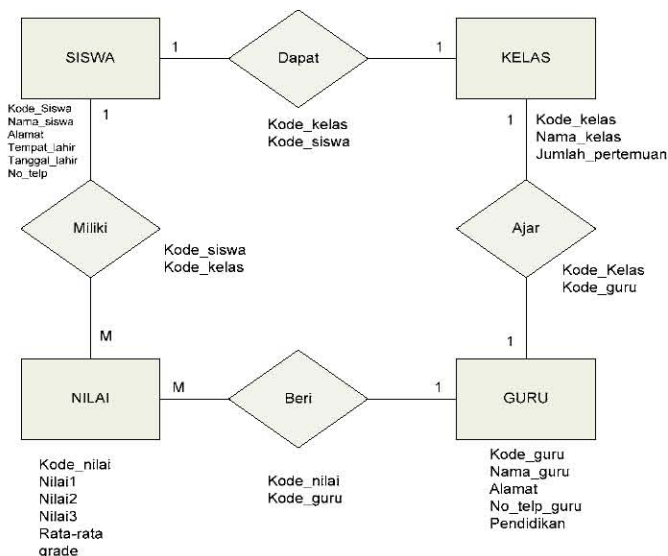 SISWA
1
Dapat
1
KELAS
Kode_Siswa
Nama_siswa
Alamat
Tempat_lahir
Tanggal_lahir
No_telp
1
Kode_kelas
Kode_siswa
1
Kode_kelas
Nama_kelas
Jumlah_pertemuan
Miliki
Kode_siswa
Kode_kelas
Ajar
Kode_Kelas
Kode_guru
M
1
NILAI
M
Beri
1
GURU
Kode_nilai
Nilai1
Nilai2
Nilai3
Rata-rata
grade
Kode_nilai
Kode_guru
Kode_guru
Nama_guru
Alamat
No_telp_guru
Pendidikan